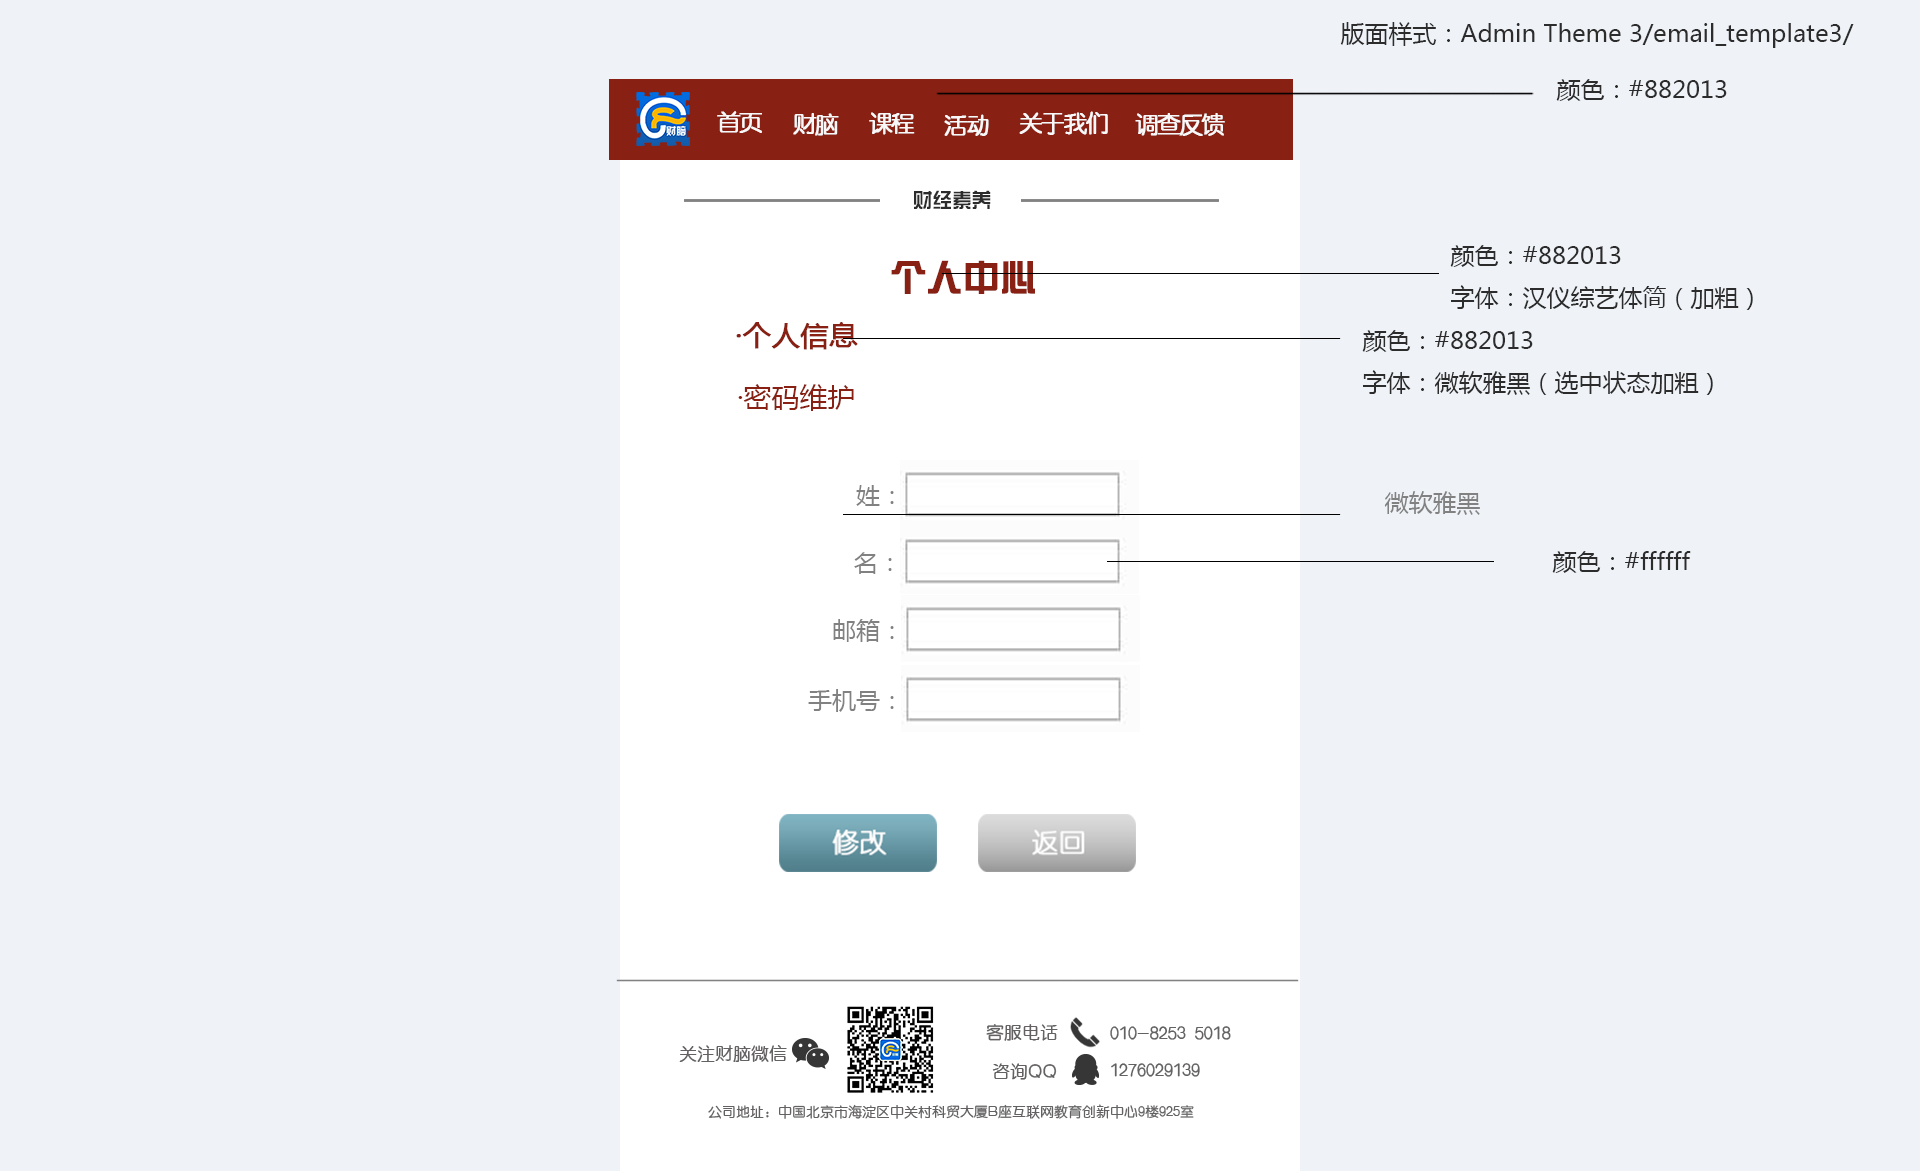 版面样式：Admin Theme 3/email_template3/
颜色：#882013
财脑
首页 财脑 课程 活动 关于我们 调查反馈
财经素养
个人中心
颜色：#882013
字体：汉仪综艺体简（加粗）
·个人信息
颜色：#882013
字体：微软雅黑（选中状态加粗）
·密码维护
姓：
微软雅黑
名：
颜色：#ffffff
邮箱：
手机号：
修改 返回
关注财脑微信
客服电话 010-8253 5018
咨询QQ 1276029139
公司地址：中国北京市海淀区中关村科贸大厦B座互联网教育创新中心9楼925室